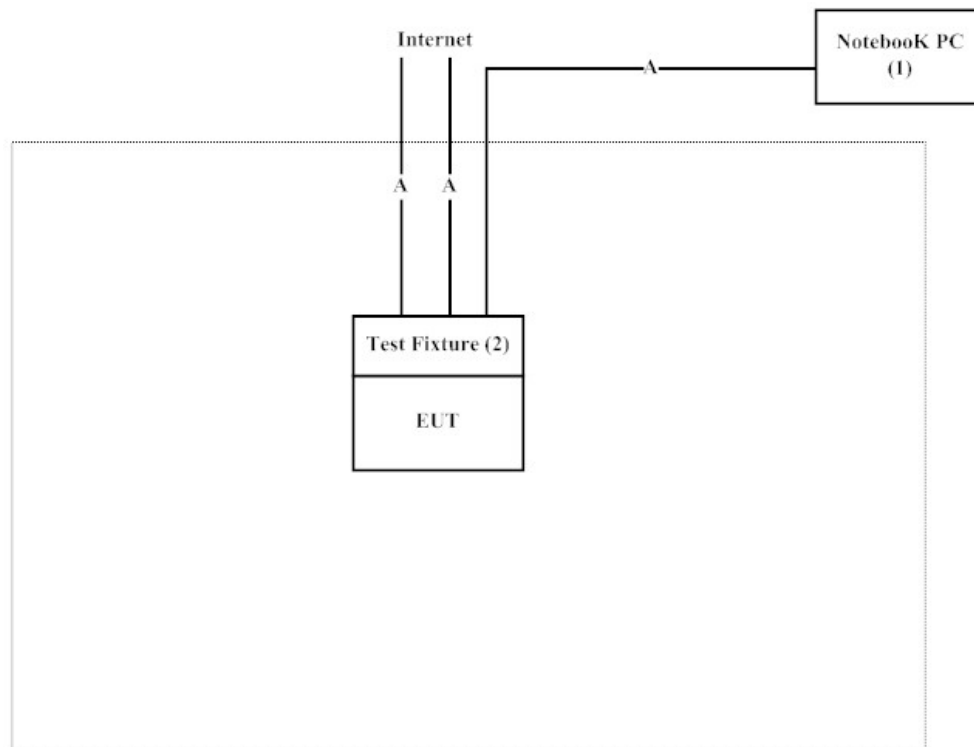 Internet
NotebooK PC
(1)
A
A
A
Test Fixture (2)
EUT